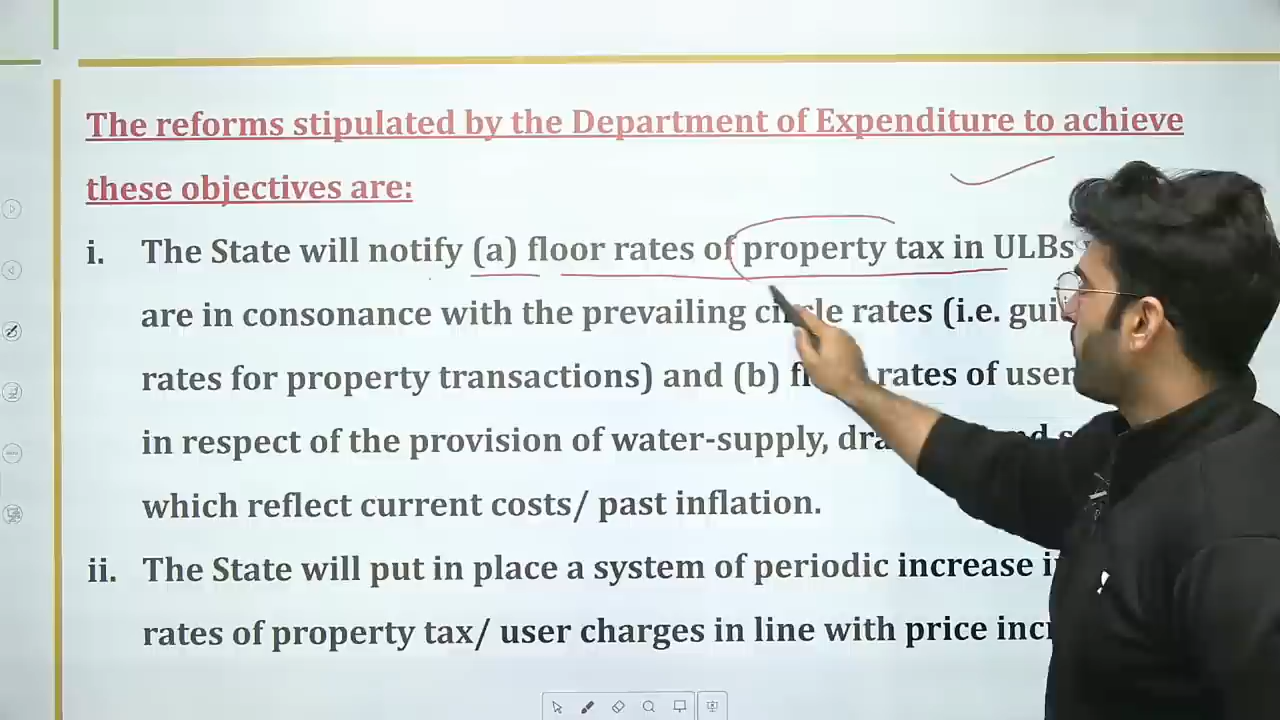 The reforms stipulated by the Department of Expenditure to achieve
these objectives are:
i. The State will notify (a) floor rates of property tax in ULBs
are in consonance with the prevailing circle rates (i.e.
rates for property transactions) and (b) rates of user
in respect of the provision of water-supply,
which reflect current costs/ past inflation.
ii. The State will put in place a system of periodic increase
rates of property tax/ user charges in line with price